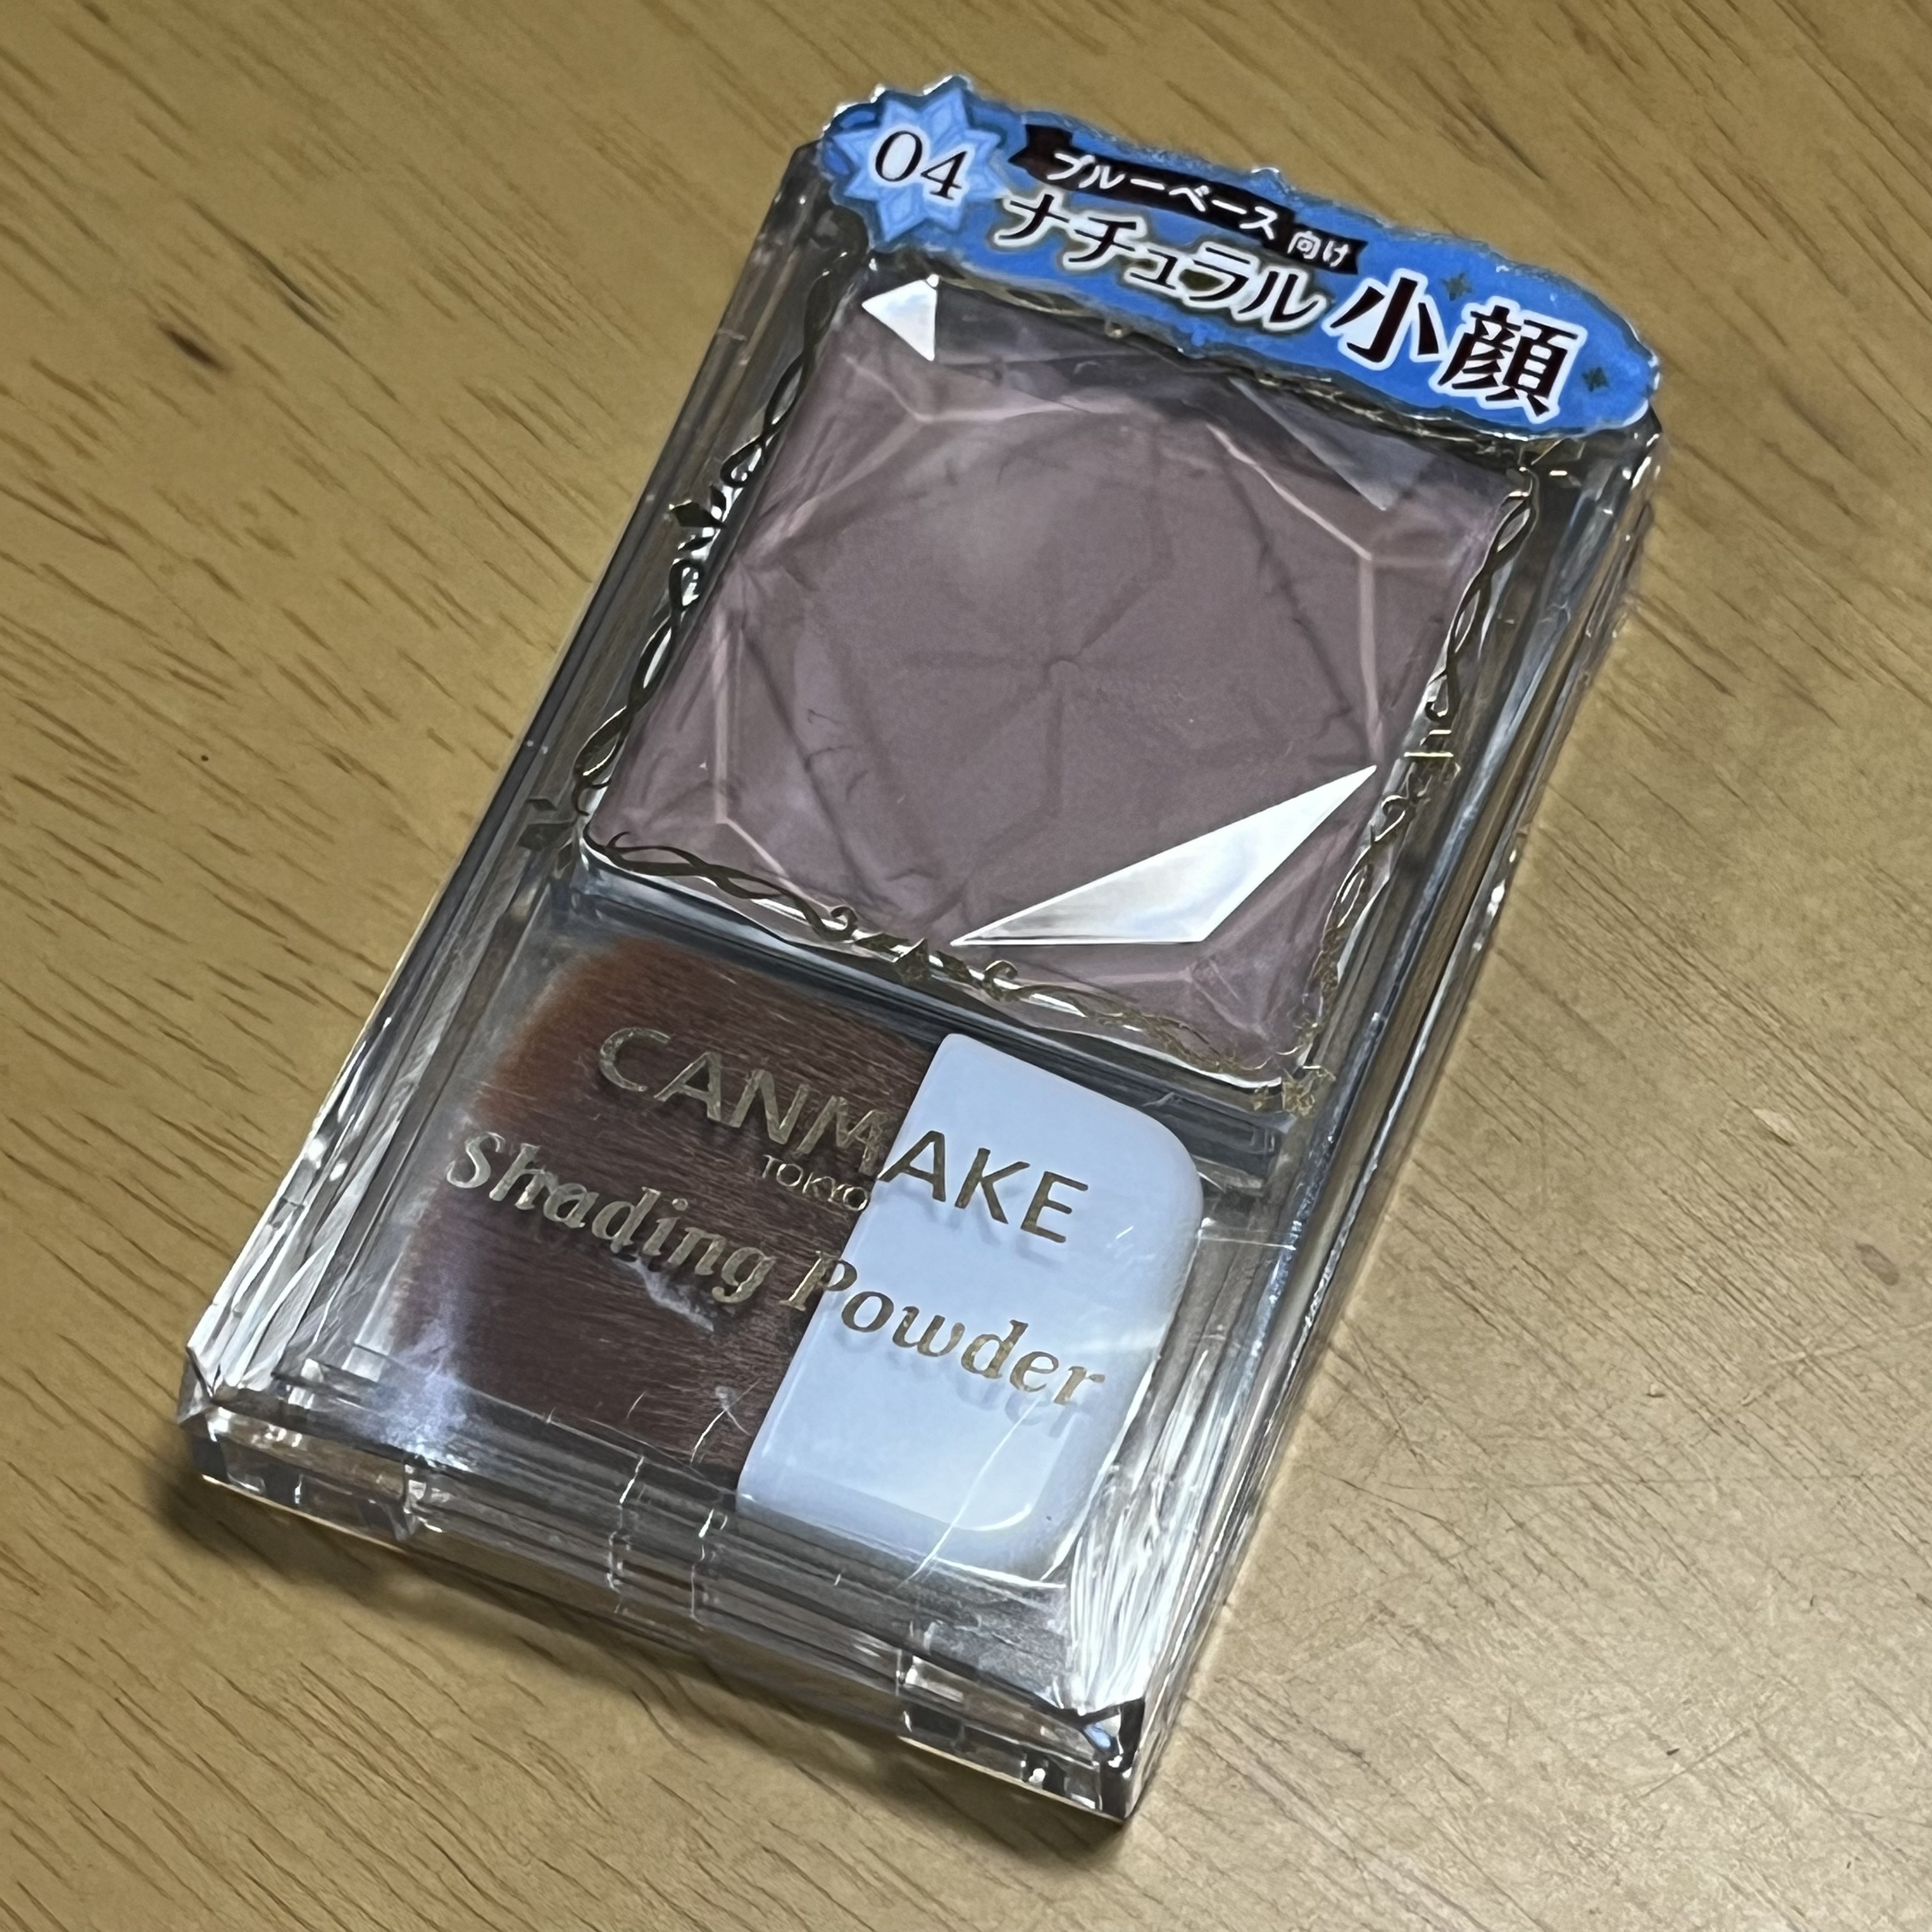 04
ブルーベース向け
ナチュラル小顔
CANMAKE
TOKYO
Shading Powder